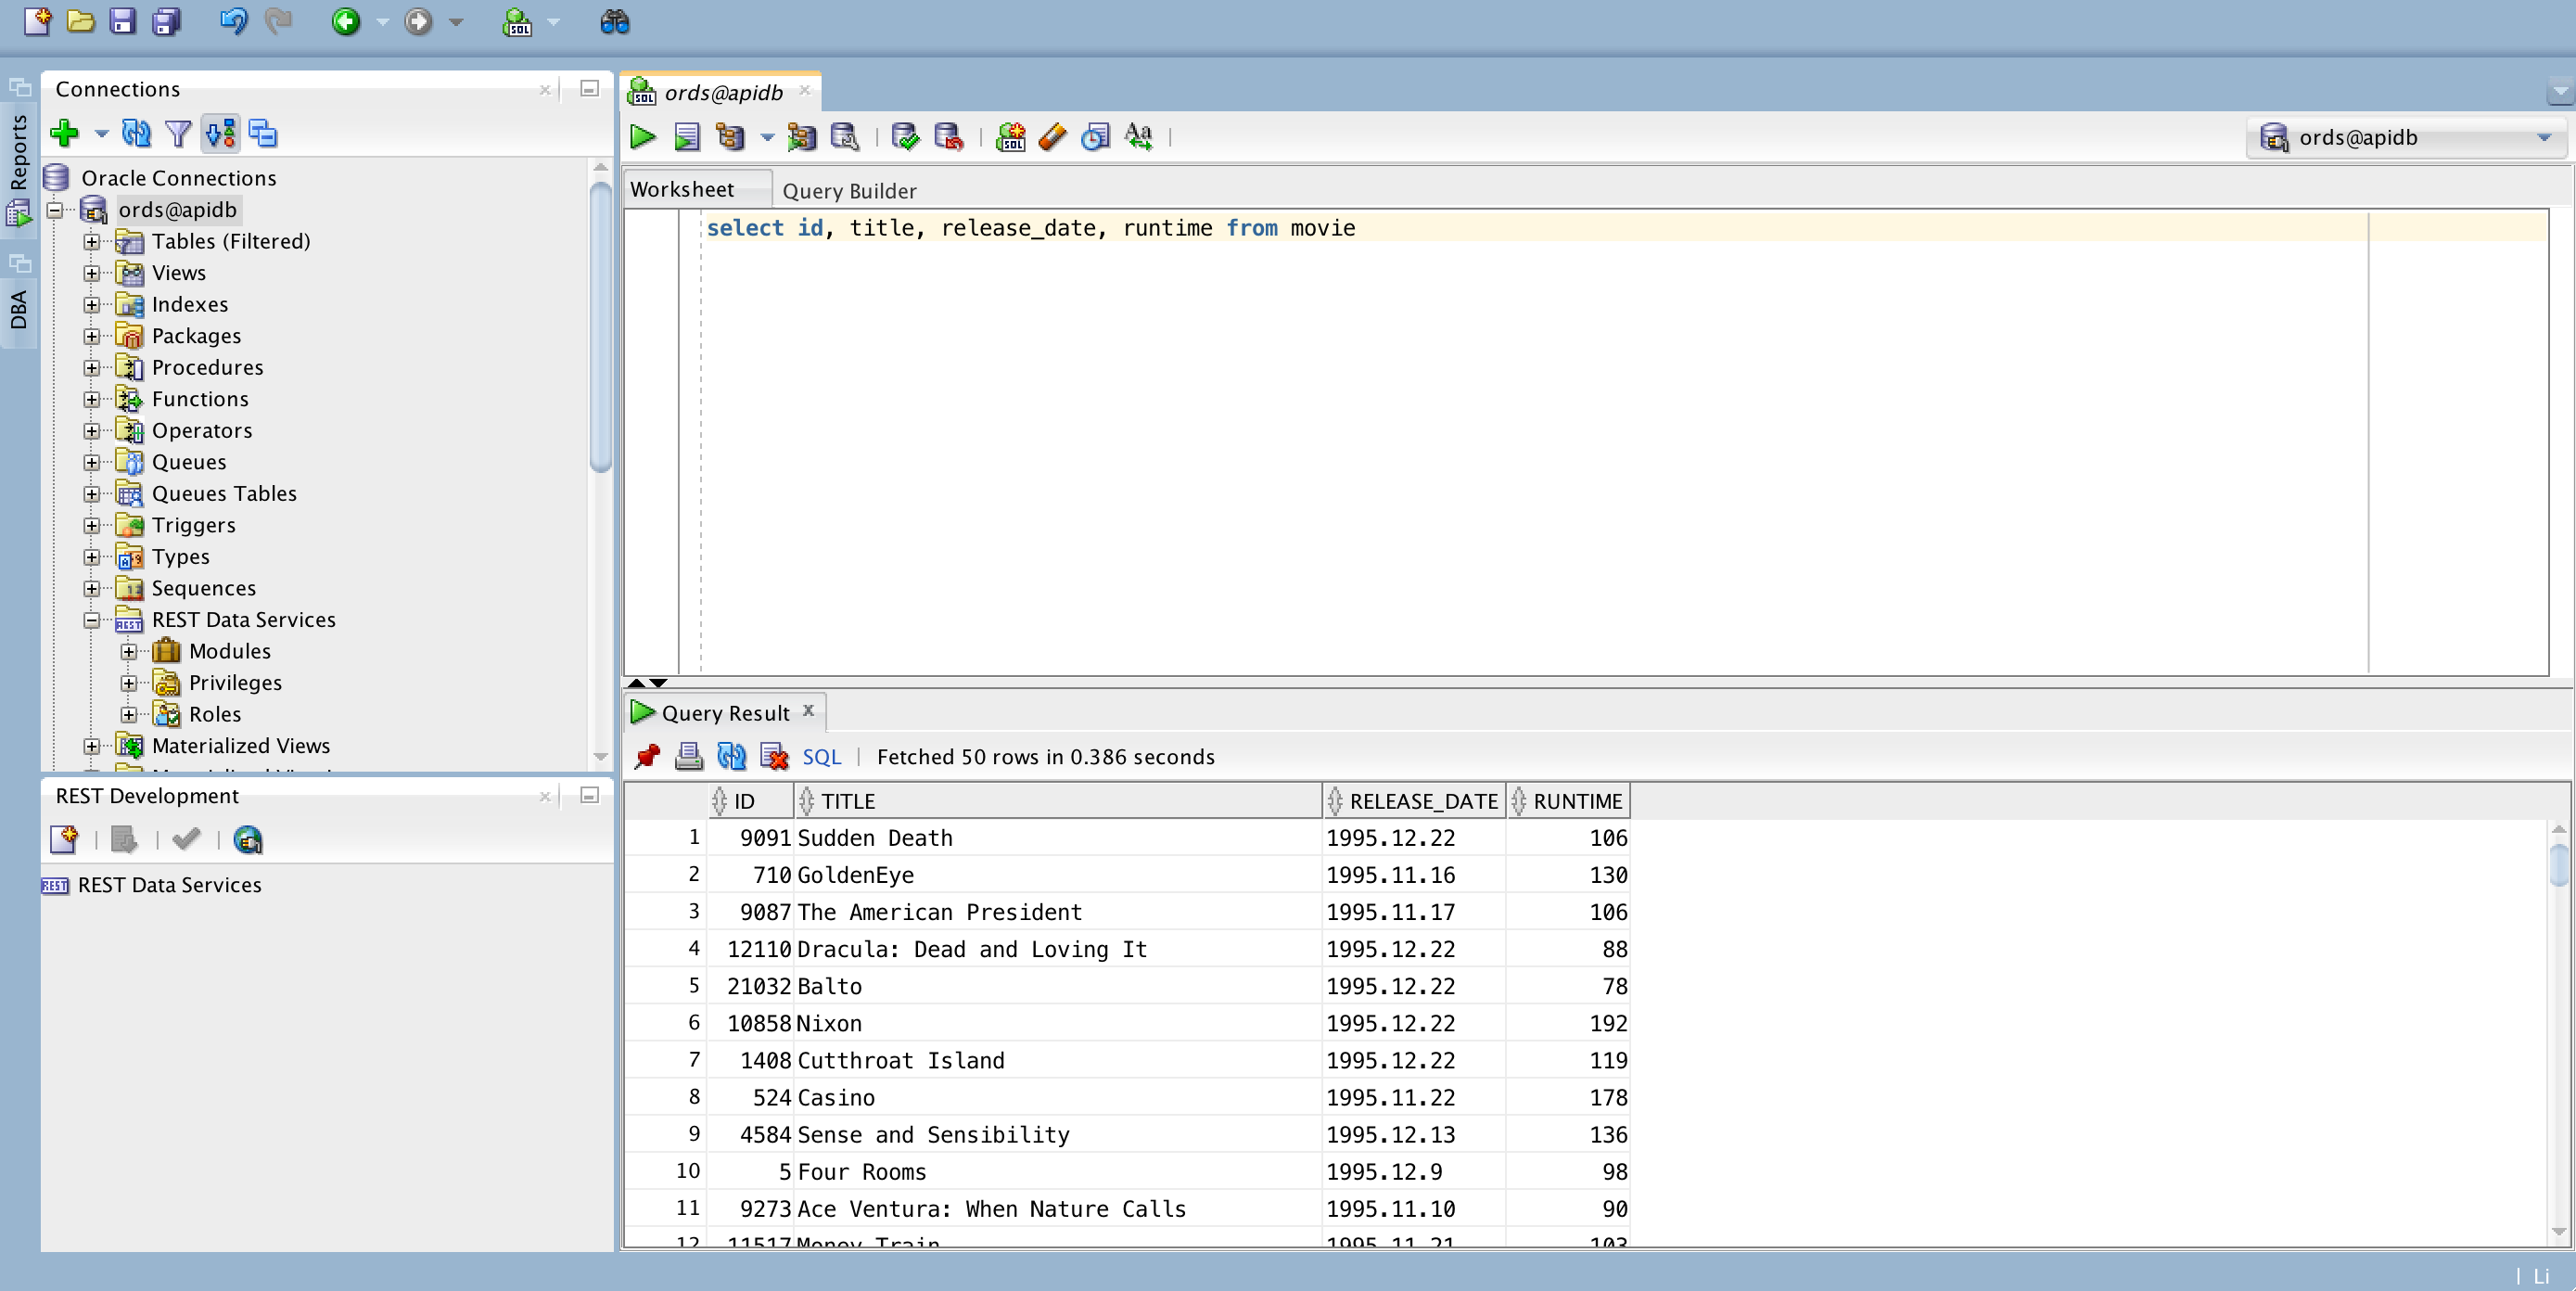 Reports
DBA
Connections
Oracle Connections
ords@apidb
Tables (Filtered)
Views
Indexes
Packages
Procedures
Functions
Operators
Queues
Queues Tables
Triggers
Types
Sequences
REST Data Services
Modules
Privileges
Roles
Materialized Views
REST Development
REST Data Services
ords@apidb
ords@apidb
Worksheet Query Builder
select id, title, release_date, runtime from movie
Query Result
SQL | Fetched 50 rows in 0.386 seconds
ID TITLE RELEASE_DATE RUNTIME
1 9091 Sudden Death 1995.12.22 106
2 710 GoldenEye 1995.11.16 130
3 9087 The American President 1995.11.17 106
4 12110 Dracula: Dead and Loving It 1995.12.22 88
5 21032 Balto 1995.12.22 78
6 10858 Nixon 1995.12.22 192
7 1408 Cutthroat Island 1995.12.22 119
8 524 Casino 1995.11.22 178
9 4584 Sense and Sensibility 1995.12.13 136
10 5 Four Rooms 1995.12.9 98
11 9273 Ace Ventura: When Nature Calls 1995.11.10 90
12 11517 Money Train 1995.11.21 103
| Li